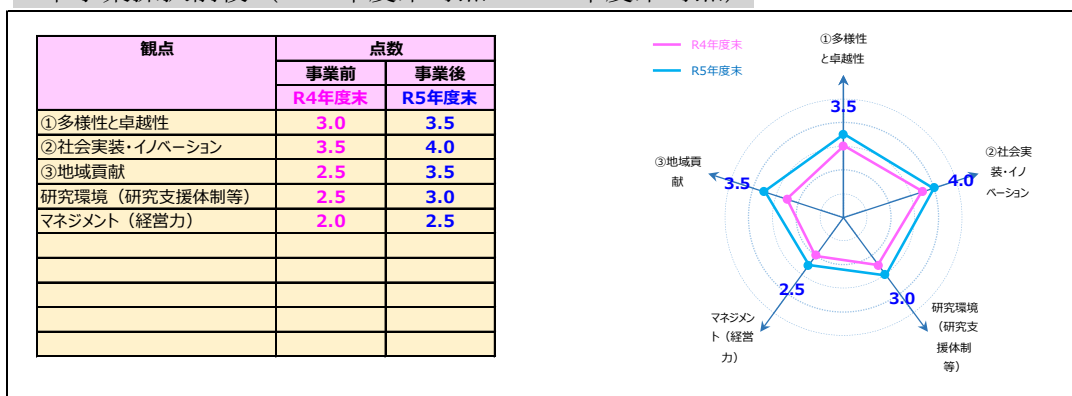 観点 点数
事業前 事業後
R4年度末 R5年度末
①多様性と卓越性 3.0 3.5
②社会実装・イノベーション 3.5 4.0
③地域貢献 2.5 3.5
研究環境（研究支援体制等） 2.5 3.0
マネジメント（経営力） 2.0 2.5
R4年度末
R5年度末
①多様性
と卓越性
3.5
②社会実
装・イノ
ベーション
4.0
研究環境
（研究支
援体制
等）
3.0
マネジメン
ト（経営
力）
2.5
③地域貢
献
3.5